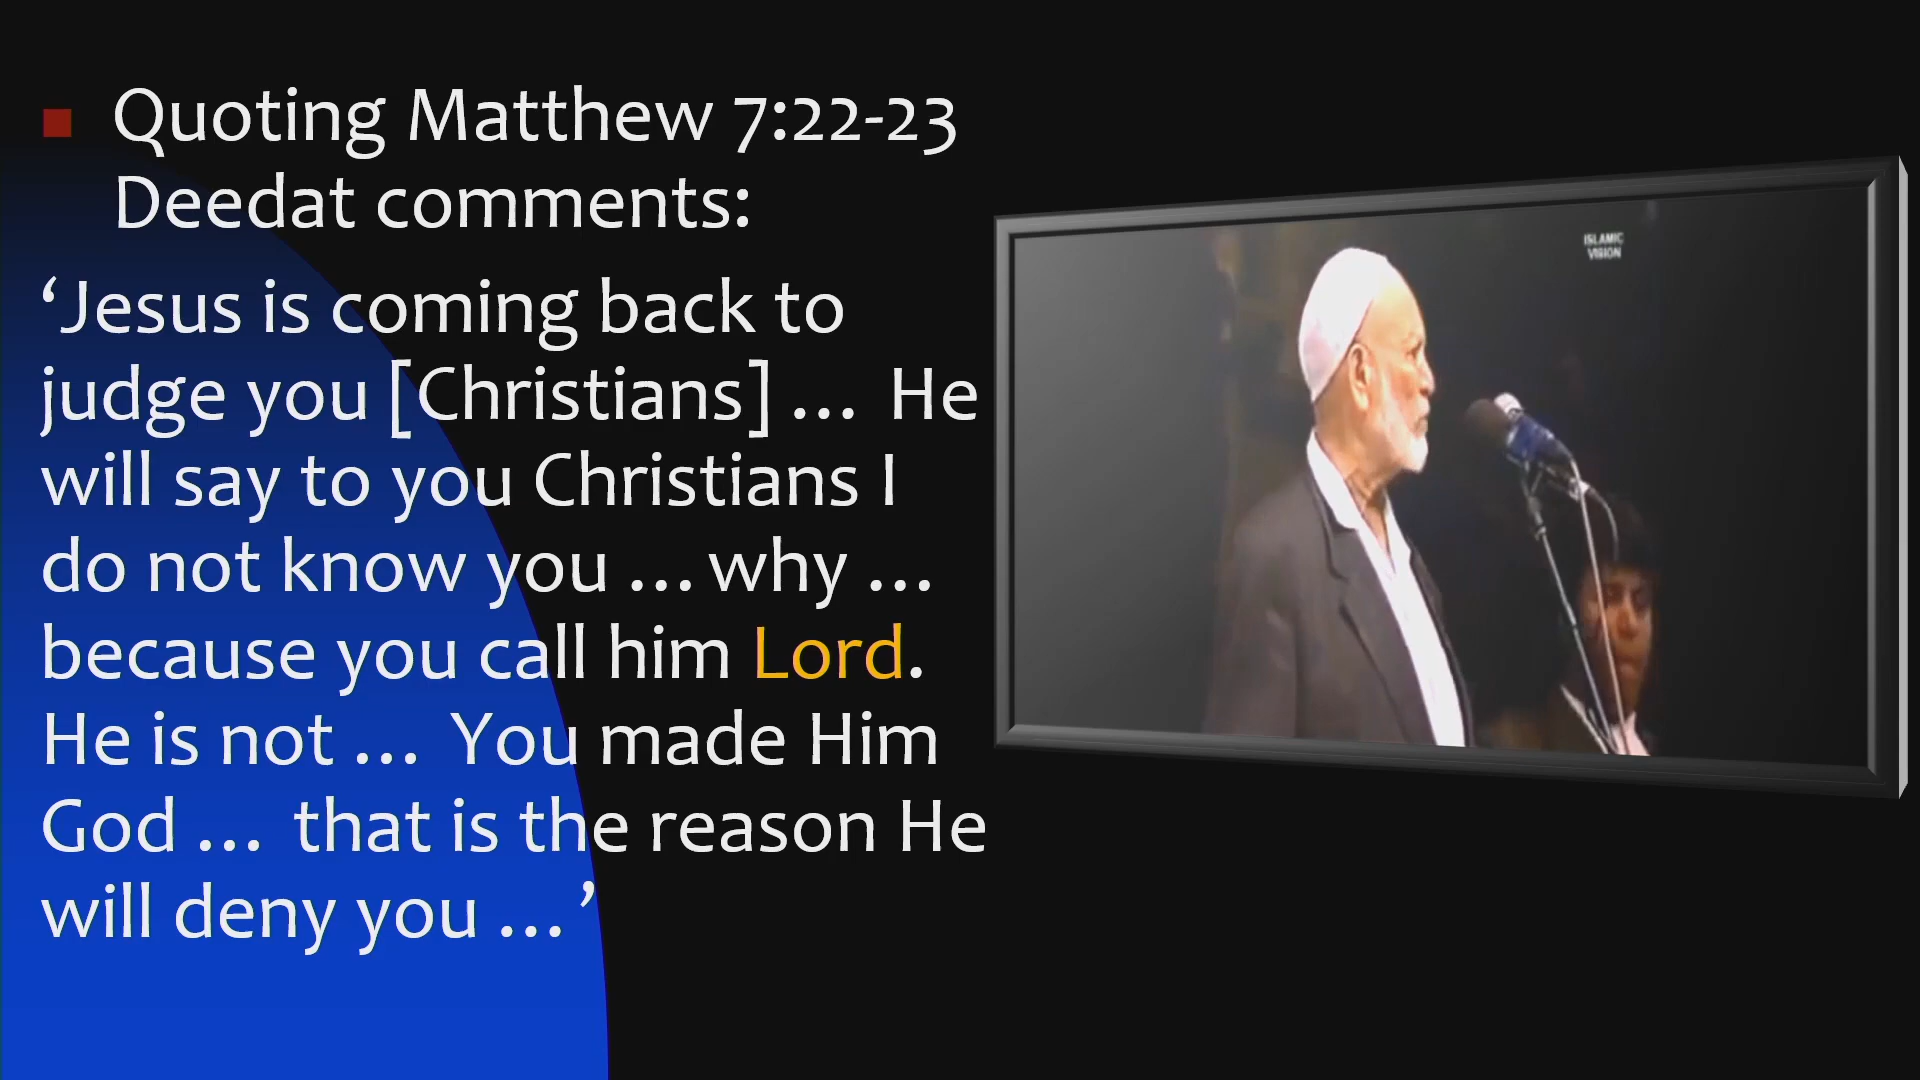 Quoting Matthew 7:22-23
Deedat comments:
‘Jesus is coming back to
judge you [Christians] … He
will say to you Christians I
do not know you … why …
because you call him Lord.
He is not … You made Him
God … that is the reason He
will deny you … ’
ISLAMIC
VISION